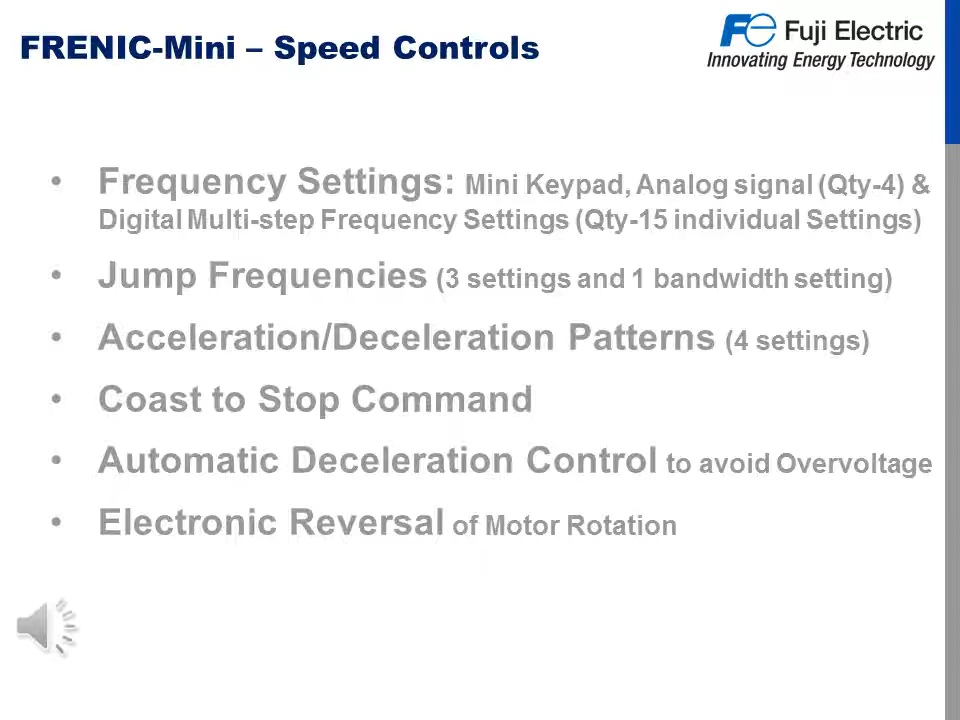 FRENIC-Mini – Speed Controls
Fuji Electric
Innovating Energy Technology
• Frequency Settings: Mini Keypad, Analog signal (Qty-4) &
Digital Multi-step Frequency Settings (Qty-15 individual Settings)
• Jump Frequencies (3 settings and 1 bandwidth setting)
• Acceleration/Deceleration Patterns (4 settings)
• Coast to Stop Command
• Automatic Deceleration Control to avoid Overvoltage
• Electronic Reversal of Motor Rotation